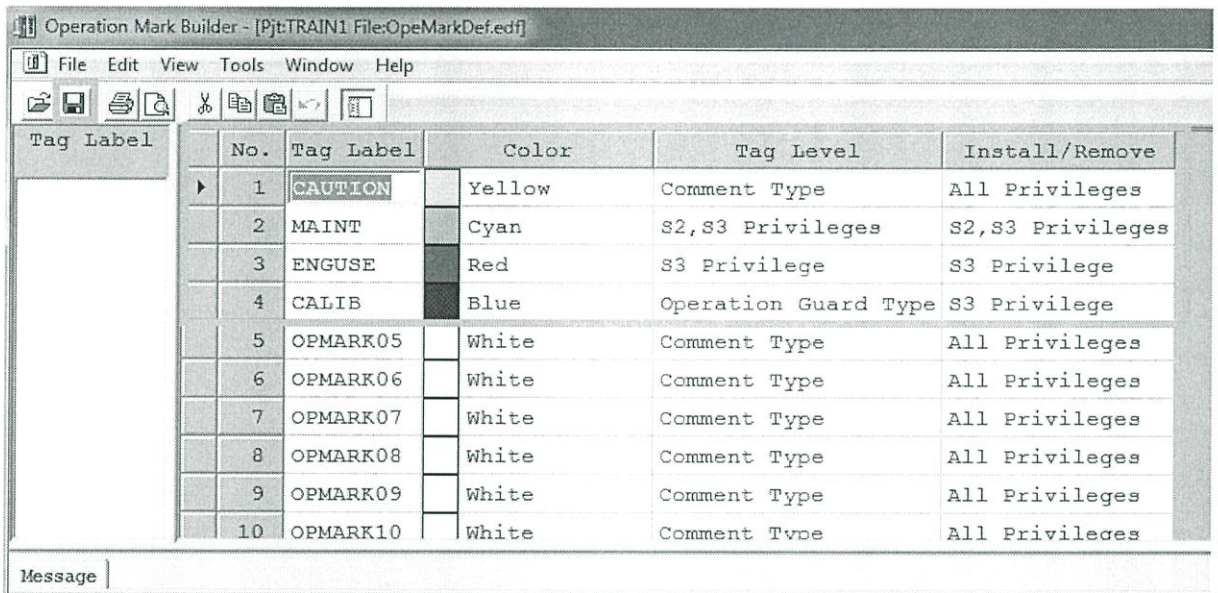 Operation Mark Builder - [Pjt:TRAIN1 File:OpeMarkDef.edf]
File Edit View Tools Window Help
Tag Label
No. Tag Label Color Tag Level Install/Remove
1 CAUTION Yellow Comment Type All Privileges
2 MAINT Cyan S2,S3 Privileges S2,S3 Privileges
3 ENGUSE Red S3 Privilege S3 Privilege
4 CALIB Blue Operation Guard Type S3 Privilege
5 OPMARK05 White Comment Type All Privileges
6 OPMARK06 White Comment Type All Privileges
7 OPMARK07 White Comment Type All Privileges
8 OPMARK08 White Comment Type All Privileges
9 OPMARK09 White Comment Type All Privileges
10 OPMARK10 White Comment Type All Privileges
Message